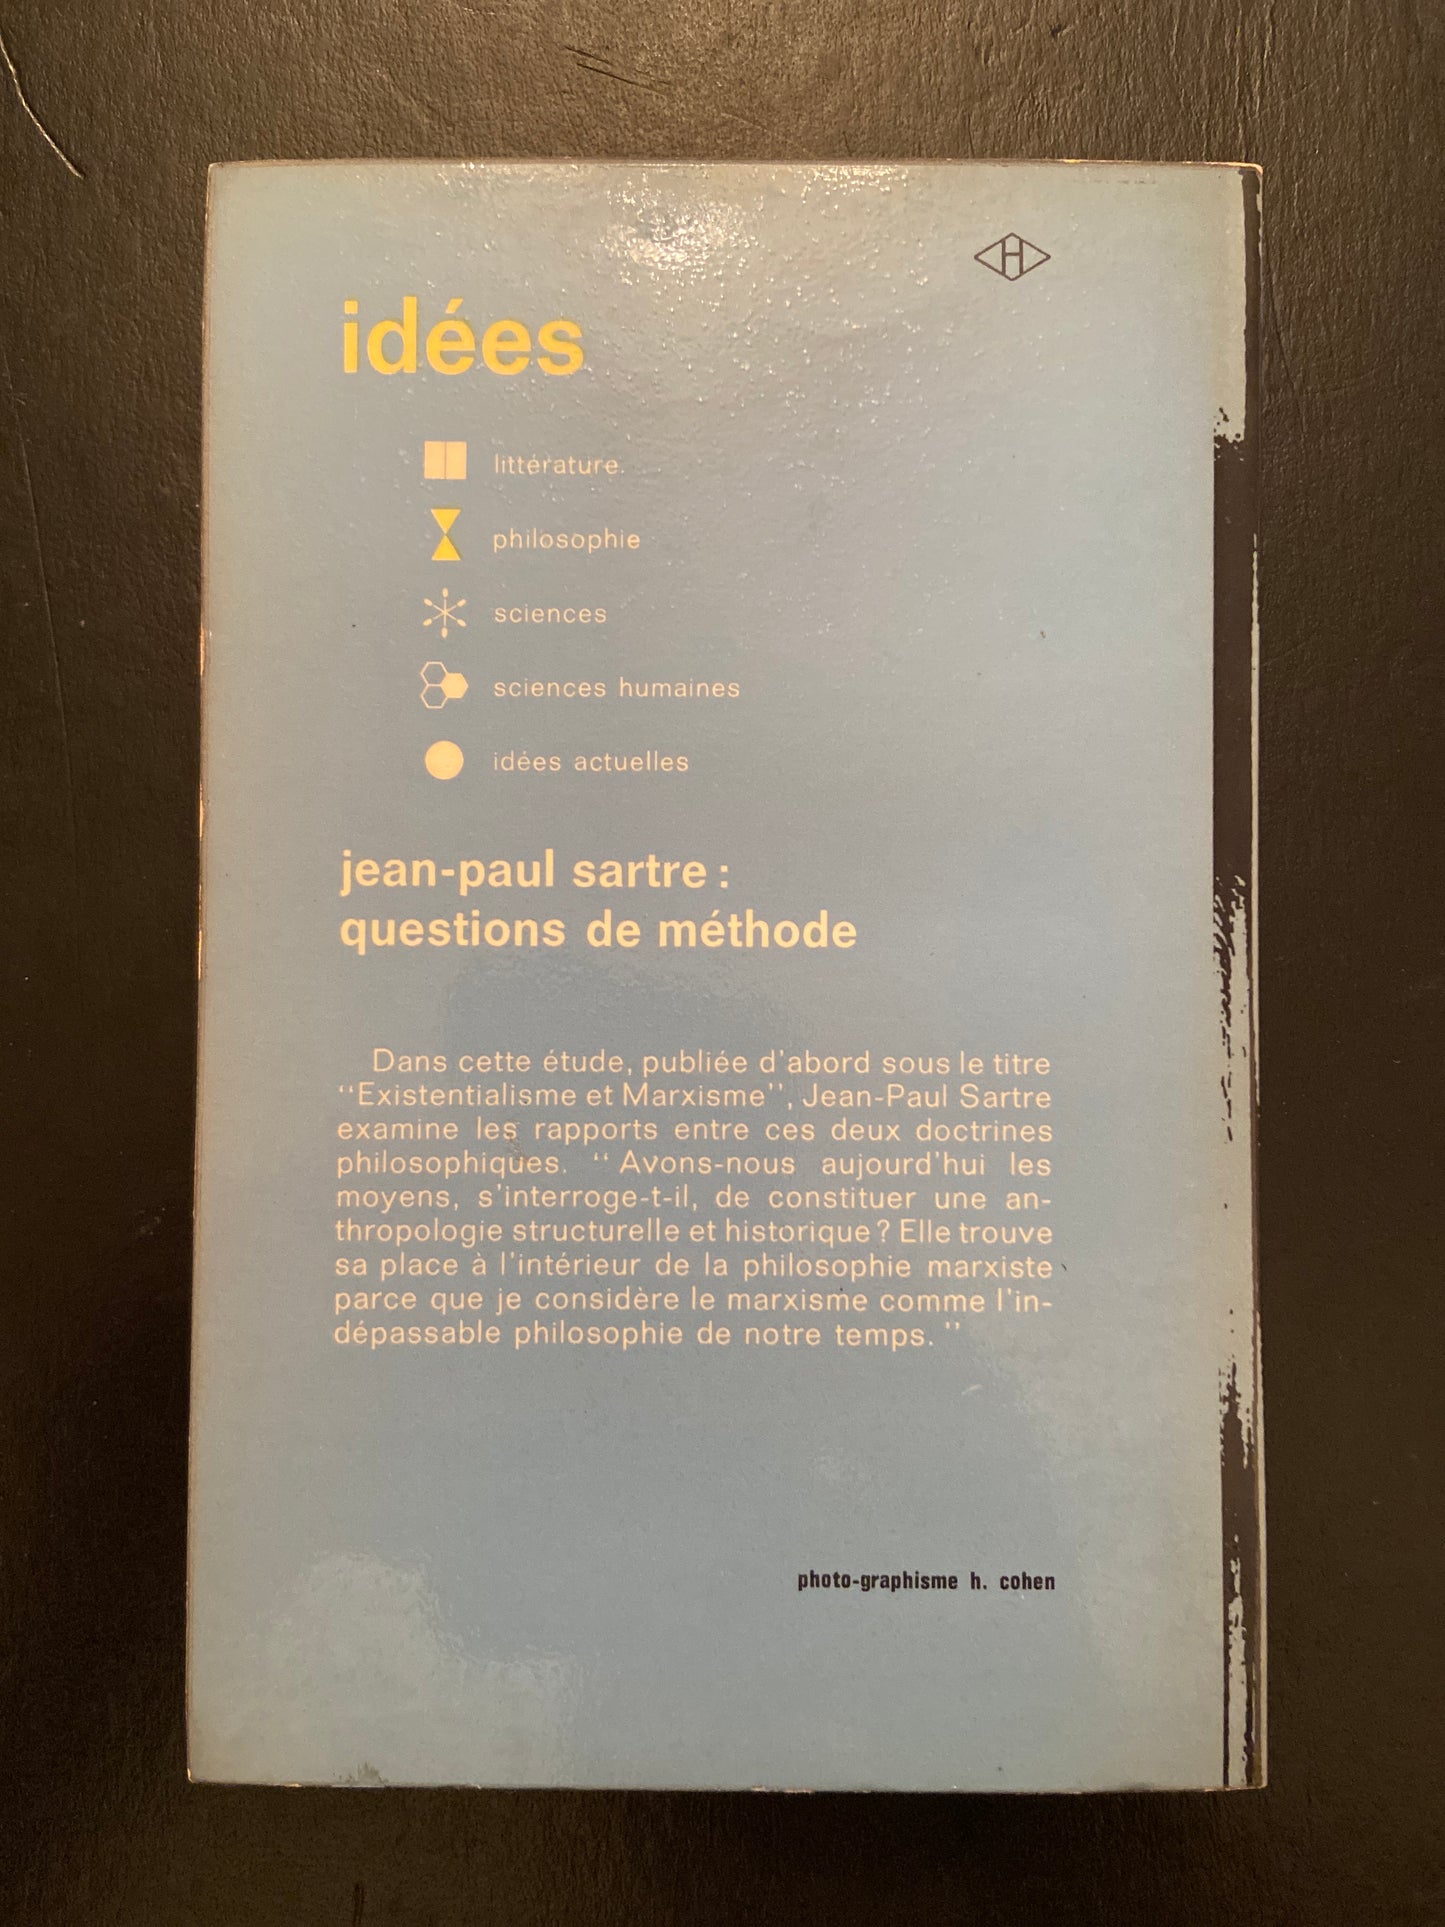 H
idées
littérature.
philosophie
sciences
sciences humaines
idées actuelles
jean-paul sartre :
questions de méthode
Dans cette étude, publiée d'abord sous le titre
"Existentialisme et Marxisme", Jean-Paul Sartre
examine les rapports entre ces deux doctrines
philosophiques. "Avons-nous aujourd'hui les
moyens, s'interroge-t-il, de constituer une an-
thropologie structurelle et historique ? Elle trouve
sa place à l'intérieur de la philosophie marxiste
parce que je considère le marxisme comme l'in-
dépassable philosophie de notre temps."
photo-graphisme h. cohen